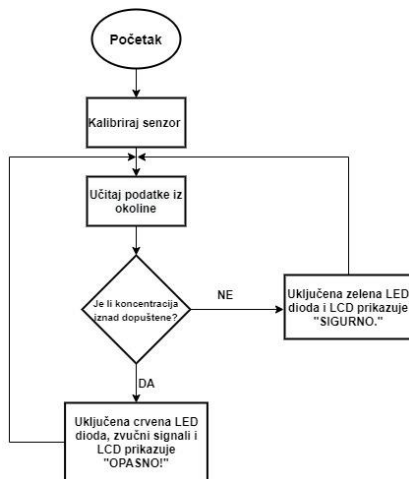 Početak
Kalibriraj senzor
Učitaj podatke iz
okoline
Je li koncentracija
iznad dopuštene?
NE
Uključena zelena LED
dioda i LCD prikazuje
"SIGURNO."
DA
Uključena crvena LED
dioda, zvučni signali i
LCD prikazuje
"OPASNO!"